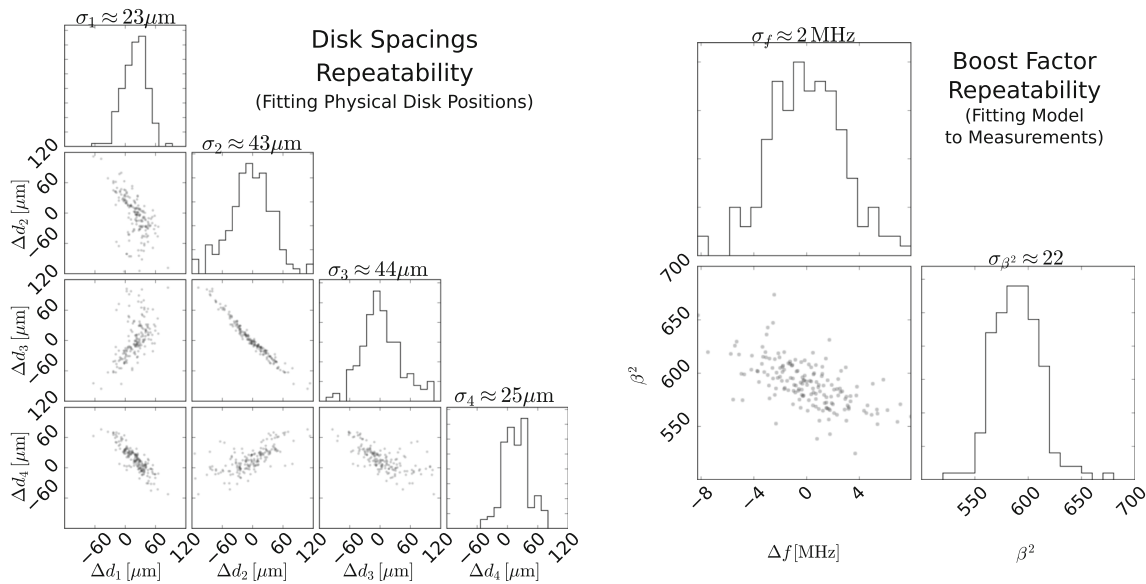 σ₁ ≈ 23μm
Disk Spacings
Repeatability
(Fitting Physical Disk Positions)
120
60
0
−60
Δd₂ [μm]
σ₂ ≈ 43μm
120
60
0
−60
Δd₃ [μm]
σ₃ ≈ 44μm
120
60
0
−60
Δd₄ [μm]
σ₄ ≈ 25μm
−60 0 60 120
−60 0 60 120
−60 0 60 120
−60 0 60 120
Δd₁ [μm]
Δd₂ [μm]
Δd₃ [μm]
Δd₄ [μm]
σ_f ≈ 2 MHz
Boost Factor
Repeatability
(Fitting Model
to Measurements)
700
650
600
550
β²
σ_β² ≈ 22
−8 −4 0 4
550 600 650 700
Δf[MHz]
β²